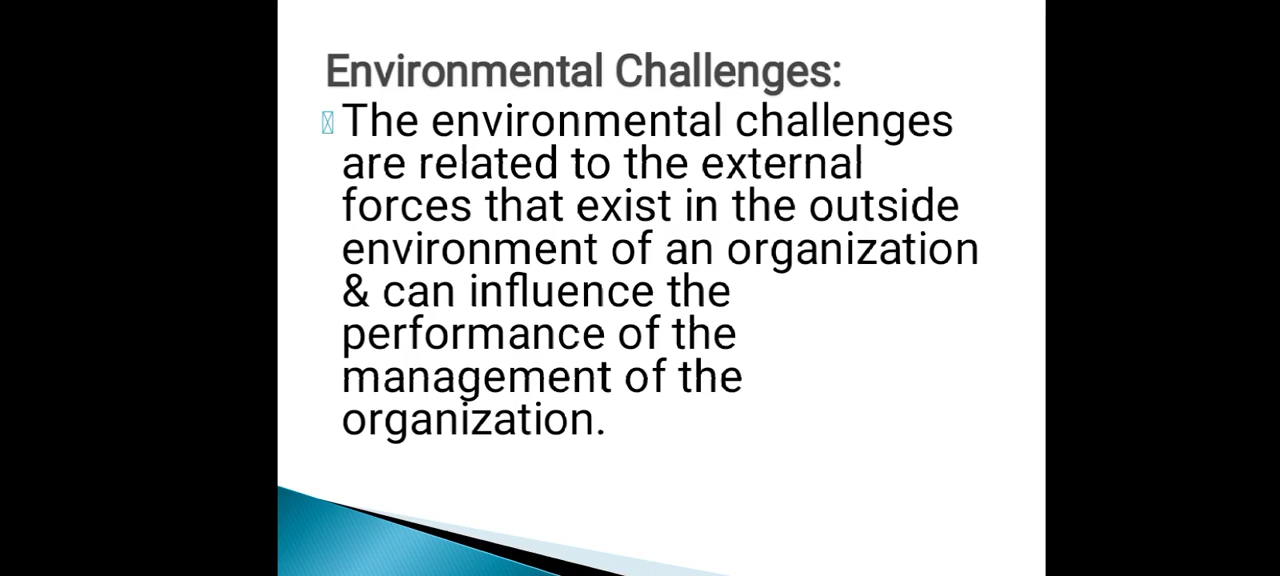 Environmental Challenges:
The environmental challenges
are related to the external
forces that exist in the outside
environment of an organization
& can influence the
performance of the
management of the
organization.